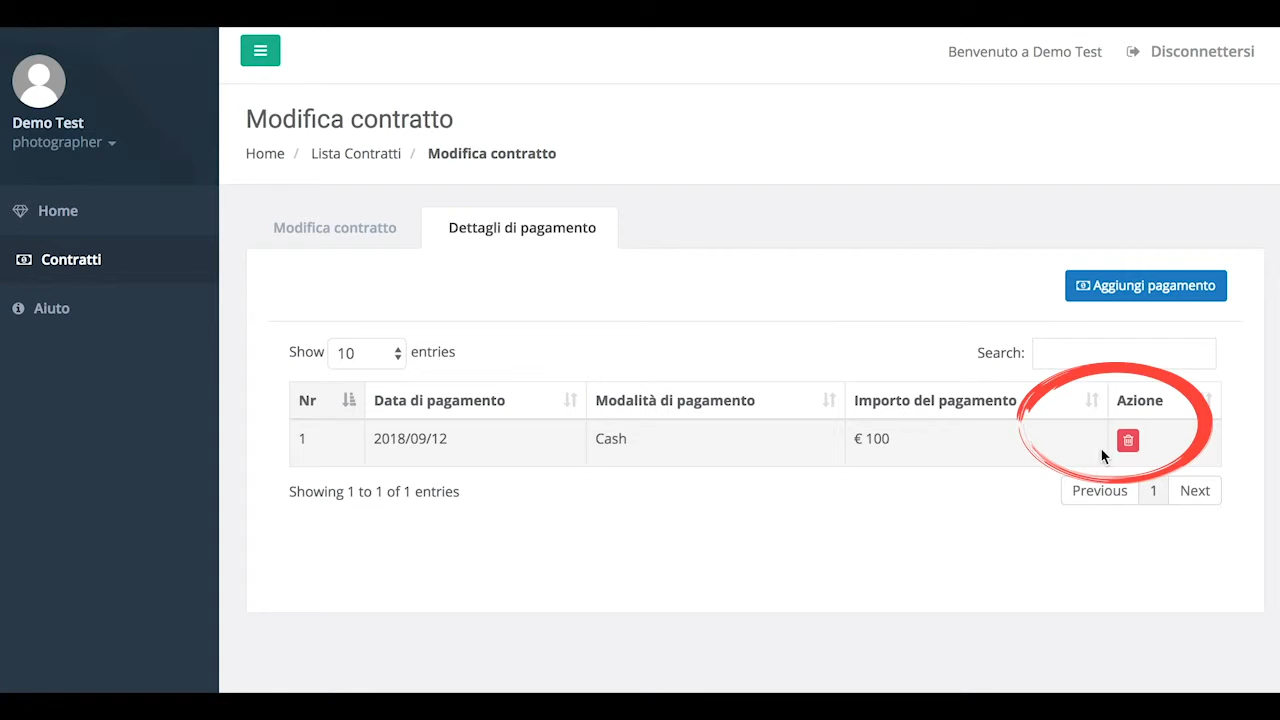 Benvenuto a Demo Test
Disconnettersi
Demo Test
photographer
Home
Contratti
Aiuto
Modifica contratto
Home / Lista Contratti / Modifica contratto
Modifica contratto
Dettagli di pagamento
Aggiungi pagamento
Show 10 entries
Search:
Nr Data di pagamento Modalità di pagamento Importo del pagamento Azione
1 2018/09/12 Cash € 100
Showing 1 to 1 of 1 entries
Previous 1 Next